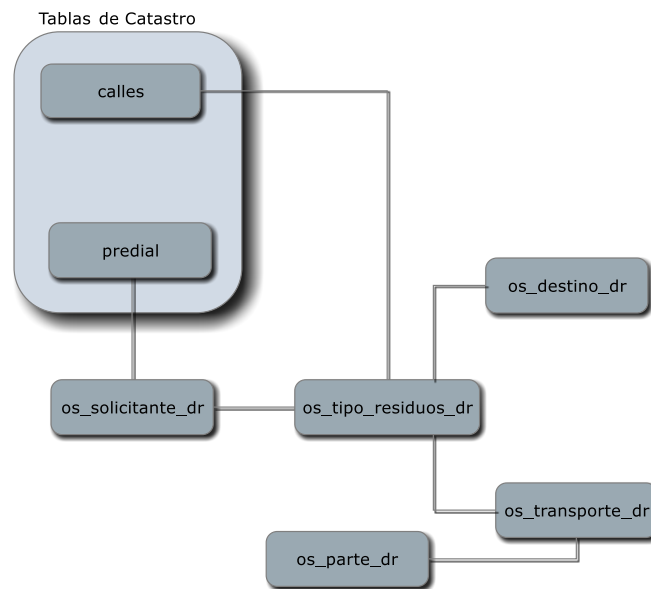 Tablas de Catastro
calles
predial
os_destino_dr
os_solicitante_dr
os_tipo_residuos_dr
os_transporte_dr
os_parte_dr